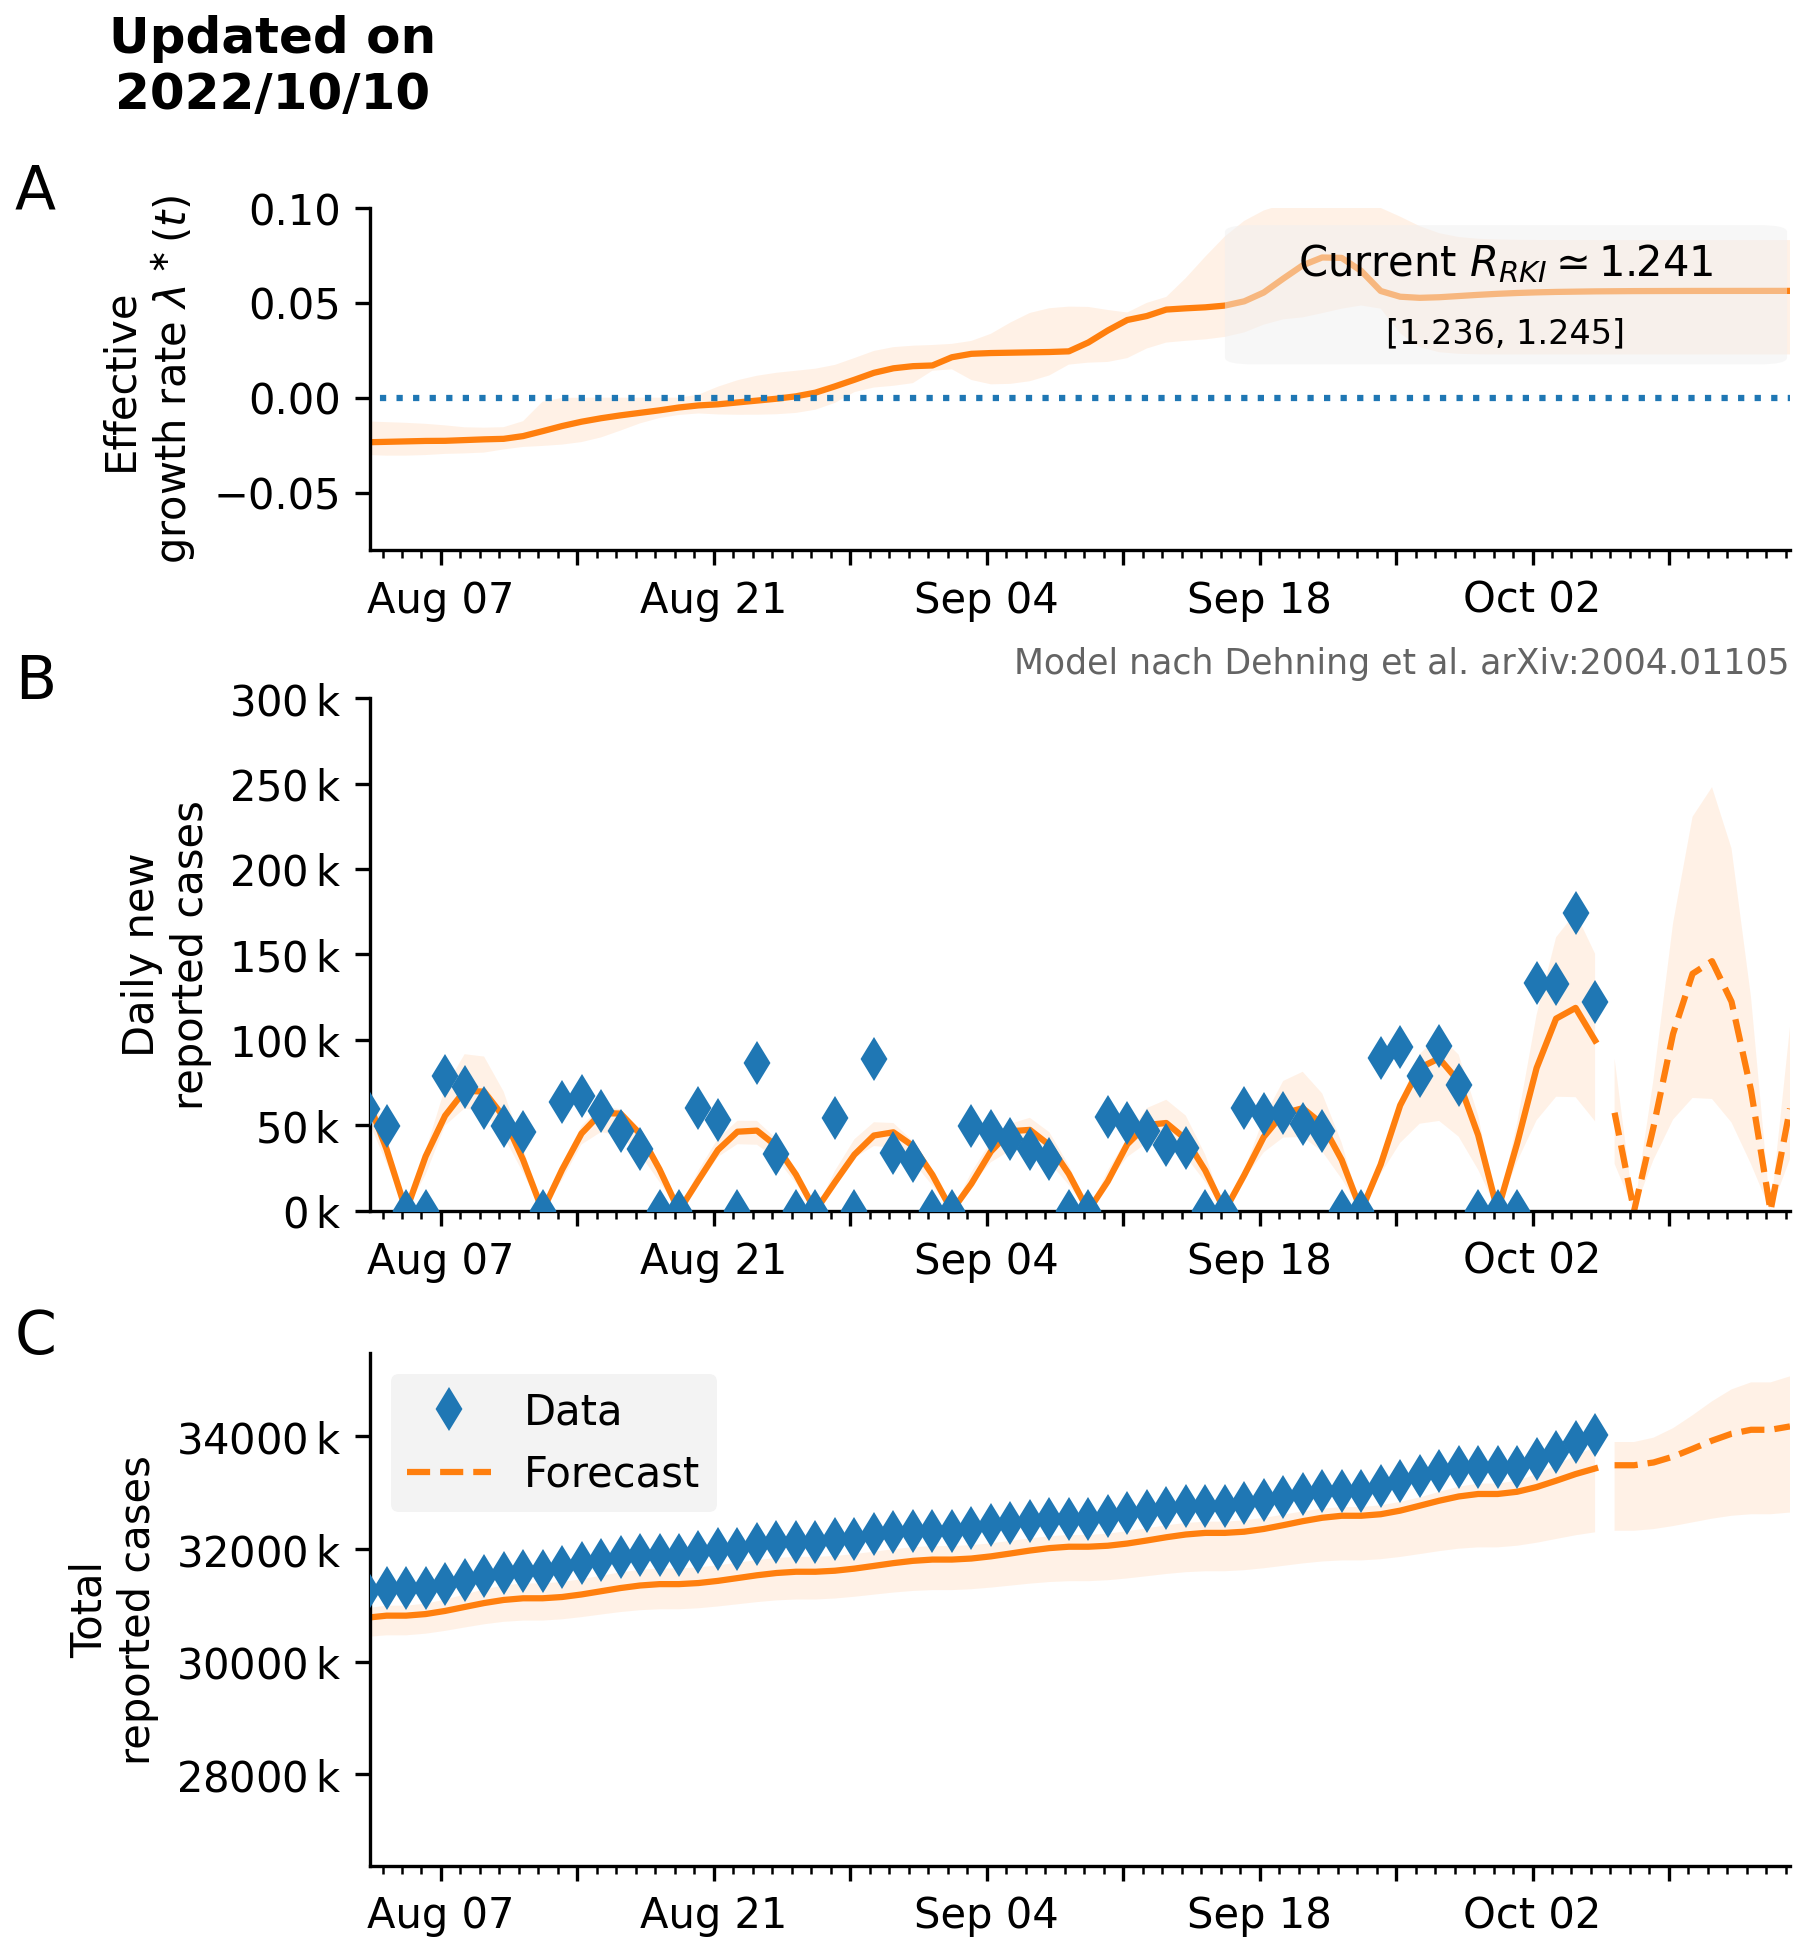 Updated on
2022/10/10
A
Effective
growth rate λ * (t)
0.10
0.05
0.00
−0.05
Current R_RKI ≃ 1.241
[1.236, 1.245]
Aug 07 Aug 21 Sep 04 Sep 18 Oct 02
Model nach Dehning et al. arXiv:2004.01105
B
Daily new
reported cases
300 k
250 k
200 k
150 k
100 k
50 k
0 k
Aug 07 Aug 21 Sep 04 Sep 18 Oct 02
C
Total
reported cases
34000 k
32000 k
30000 k
28000 k
Data
Forecast
Aug 07 Aug 21 Sep 04 Sep 18 Oct 02